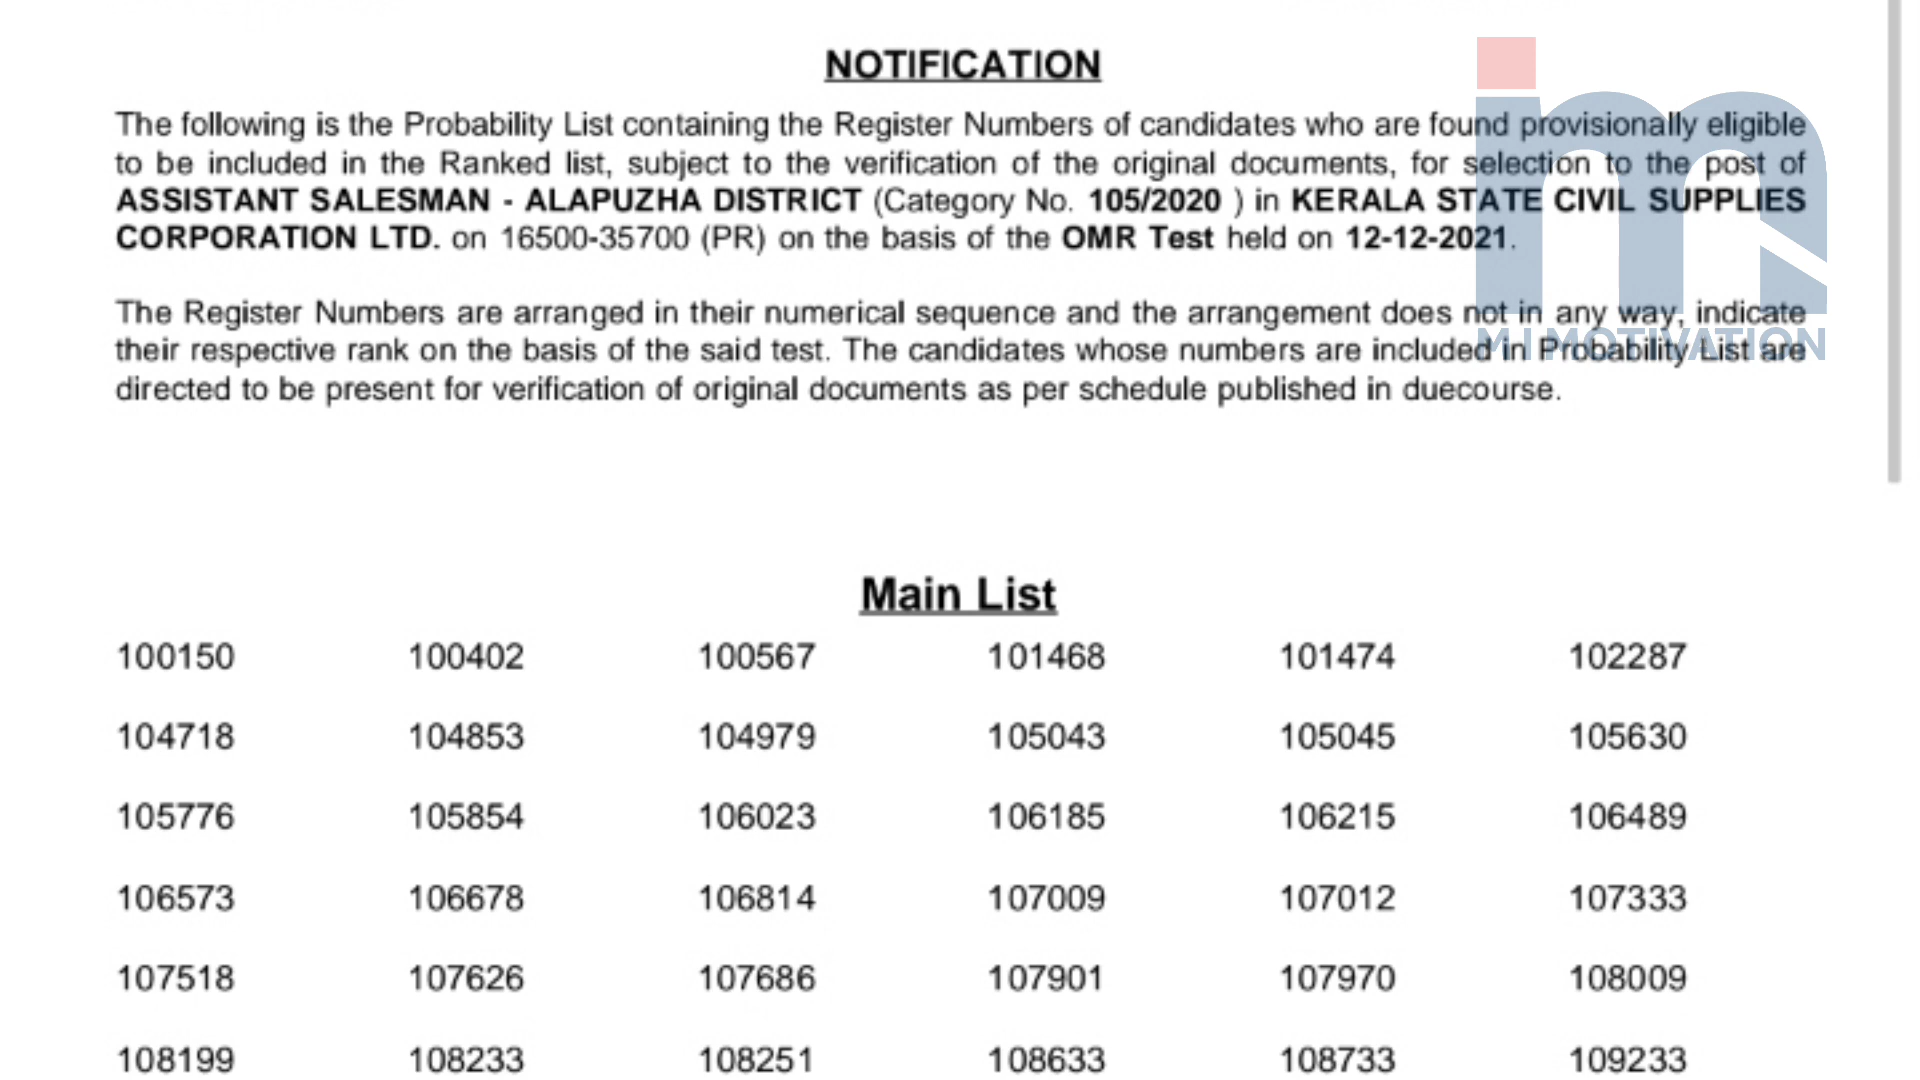 NOTIFICATION
The following is the Probability List containing the Register Numbers of candidates who are found provisionally eligible
to be included in the Ranked list, subject to the verification of the original documents, for selection to the post of
ASSISTANT SALESMAN - ALAPUZHA DISTRICT (Category No. 105/2020 ) in KERALA STATE CIVIL SUPPLIES
CORPORATION LTD. on 16500-35700 (PR) on the basis of the OMR Test held on 12-12-2021.
The Register Numbers are arranged in their numerical sequence and the arrangement does not in any way, indicate
their respective rank on the basis of the said test. The candidates whose numbers are included in Probability List are
directed to be present for verification of original documents as per schedule published in duecourse.
im
MI MOTIVATION
Main List
100150 100402 100567 101468 101474 102287
104718 104853 104979 105043 105045 105630
105776 105854 106023 106185 106215 106489
106573 106678 106814 107009 107012 107333
107518 107626 107686 107901 107970 108009
108199 108233 108251 108633 108733 109233